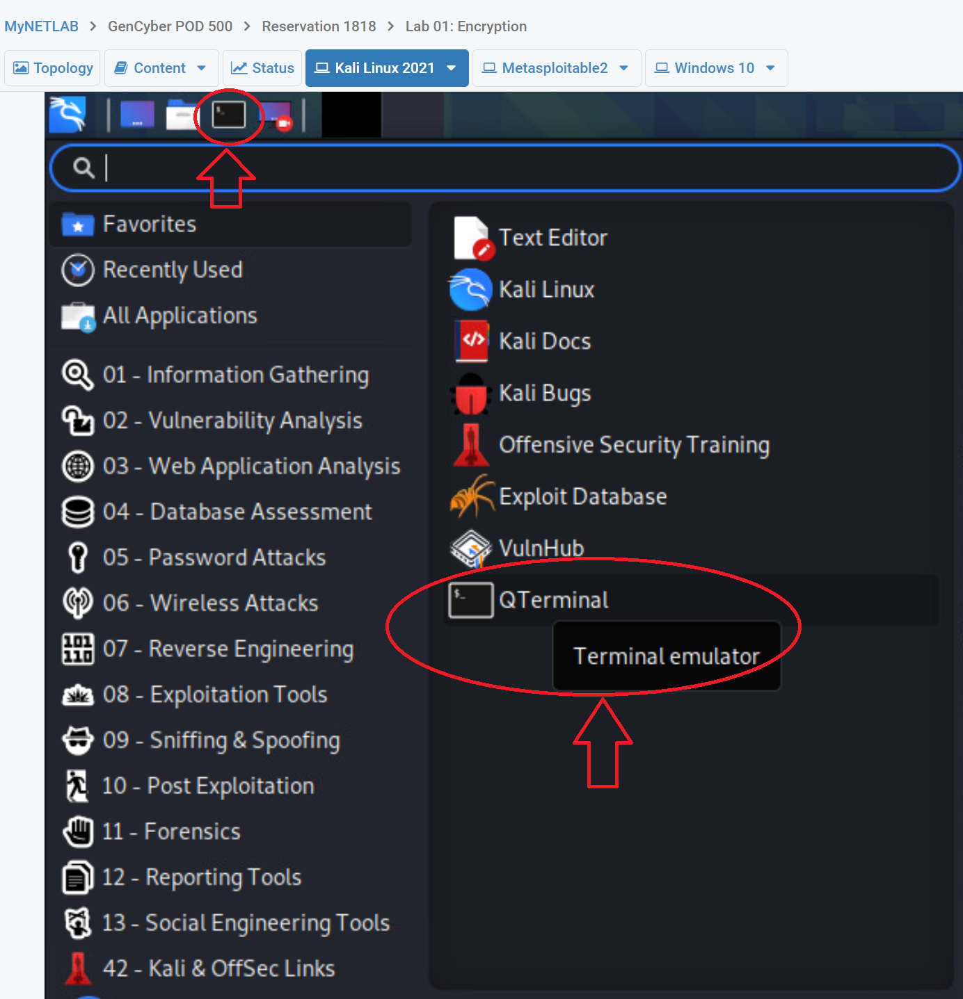 MyNETLAB > GenCyber POD 500 > Reservation 1818 > Lab 01: Encryption
Topology Content Status Kali Linux 2021 Metasploitable2 Windows 10
Favorites
Recently Used
All Applications
01 - Information Gathering
02 - Vulnerability Analysis
03 - Web Application Analysis
04 - Database Assessment
05 - Password Attacks
06 - Wireless Attacks
07 - Reverse Engineering
08 - Exploitation Tools
09 - Sniffing & Spoofing
10 - Post Exploitation
11 - Forensics
12 - Reporting Tools
13 - Social Engineering Tools
42 - Kali & OffSec Links
Text Editor
Kali Linux
Kali Docs
Kali Bugs
Offensive Security Training
Exploit Database
VulnHub
QTerminal
Terminal emulator